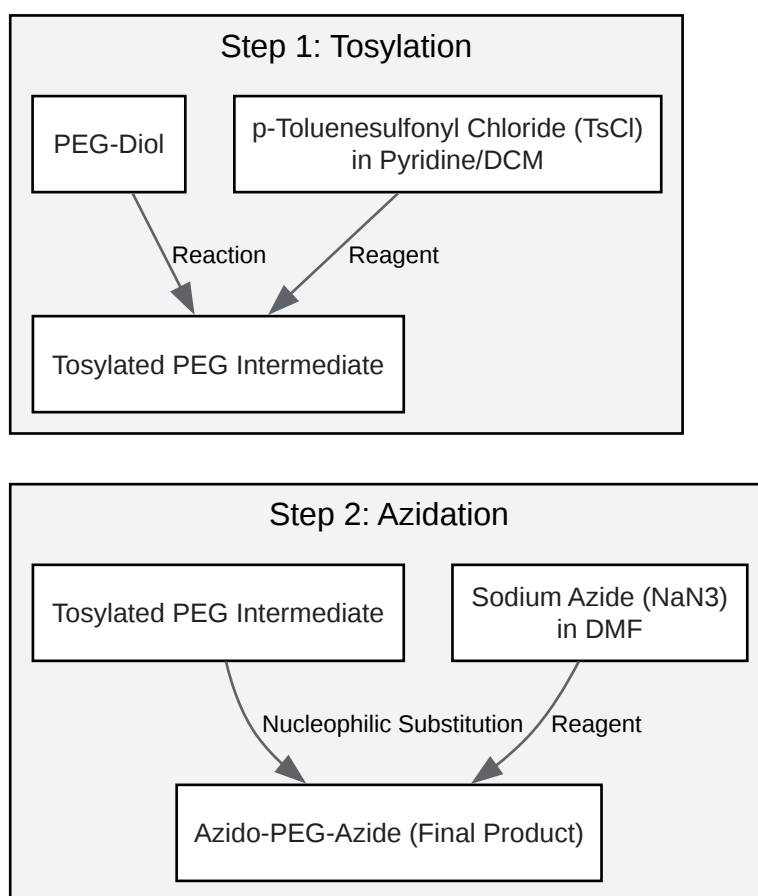 Step 1: Tosylation
PEG-Diol
p-Toluenesulfonyl Chloride (TsCl)
in Pyridine/DCM
Reaction
Reagent
Tosylated PEG Intermediate
Step 2: Azidation
Tosylated PEG Intermediate
Sodium Azide (NaN3)
in DMF
Nucleophilic Substitution
Reagent
Azido-PEG-Azide (Final Product)